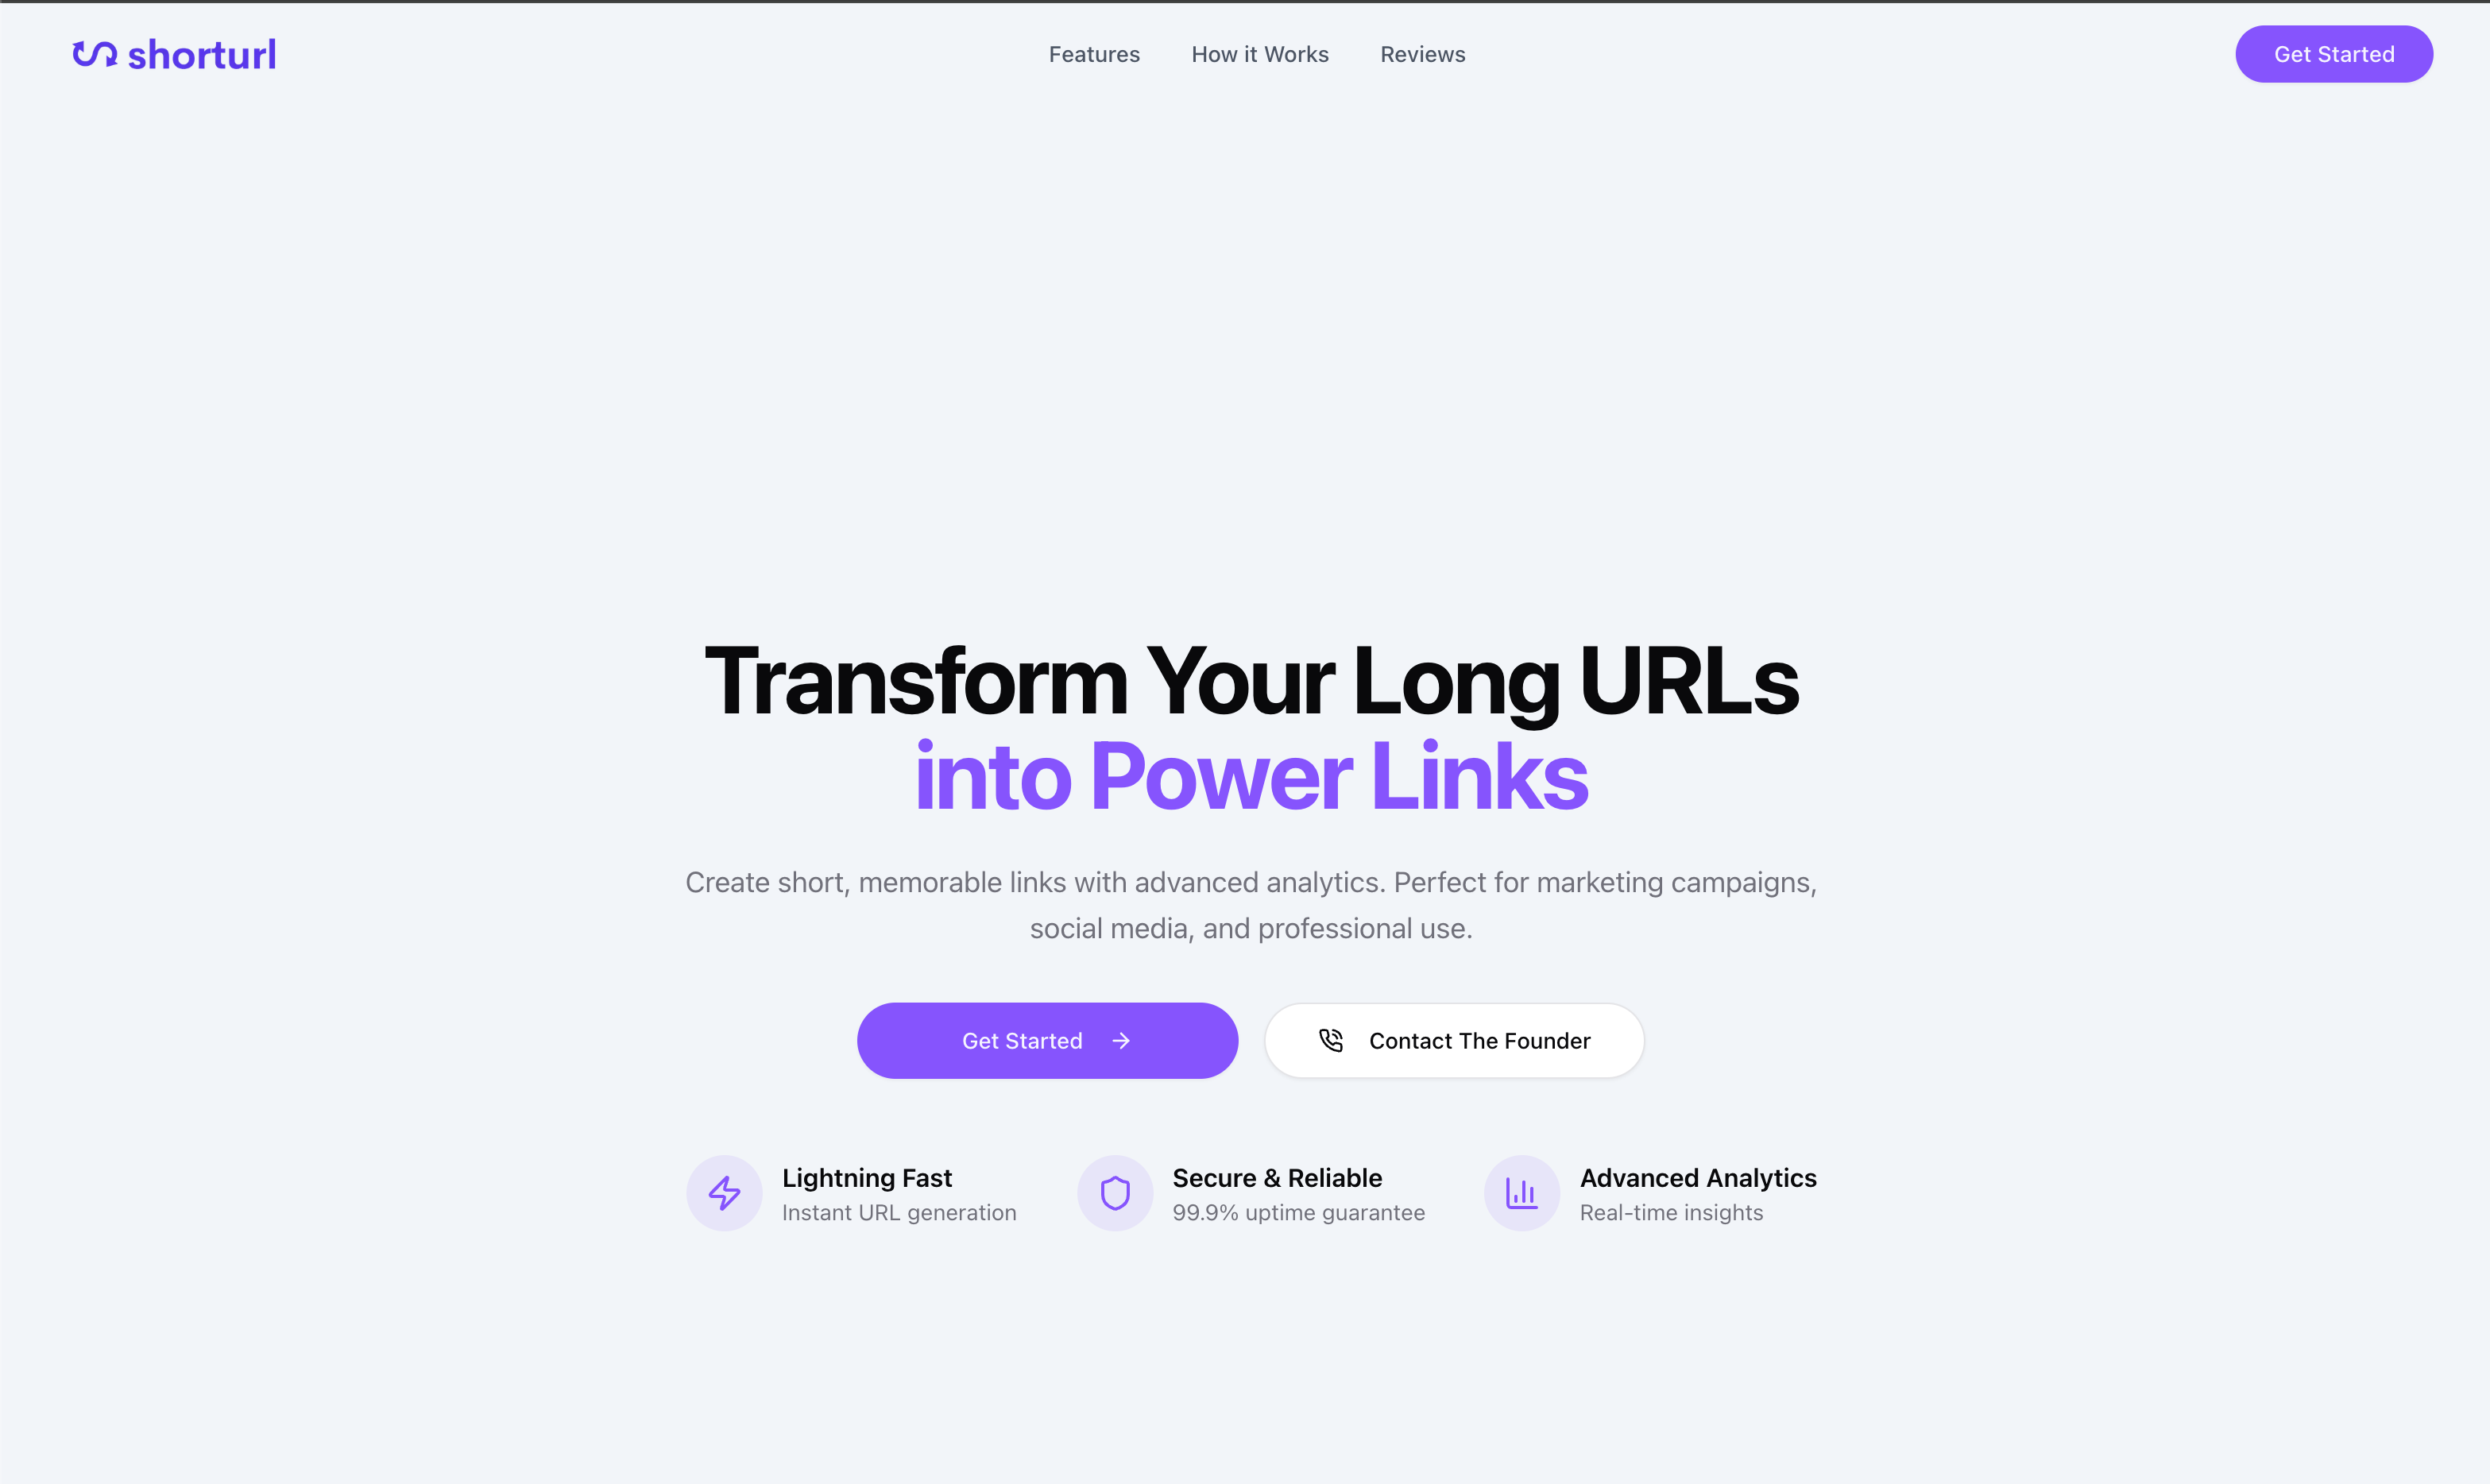 shorturl
Features
How it Works
Reviews
Get Started
Transform Your Long URLs
into Power Links
Create short, memorable links with advanced analytics. Perfect for marketing campaigns,
social media, and professional use.
Get Started
Contact The Founder
Lightning Fast
Instant URL generation
Secure & Reliable
99.9% uptime guarantee
Advanced Analytics
Real-time insights